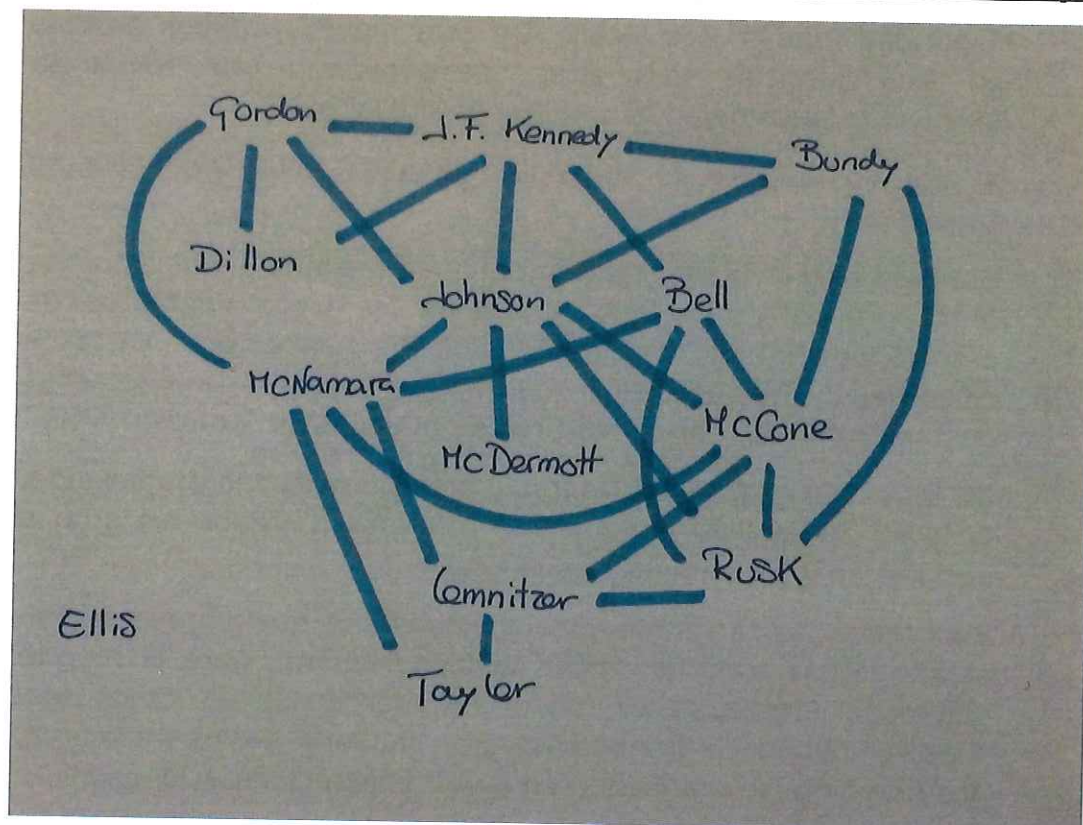 Gordon
J.F. Kennedy
Bundy
Dillon
Johnson
Bell
McNamara
McCone
McDermott
Rusk
Lemnitzer
Ellis
Taylor